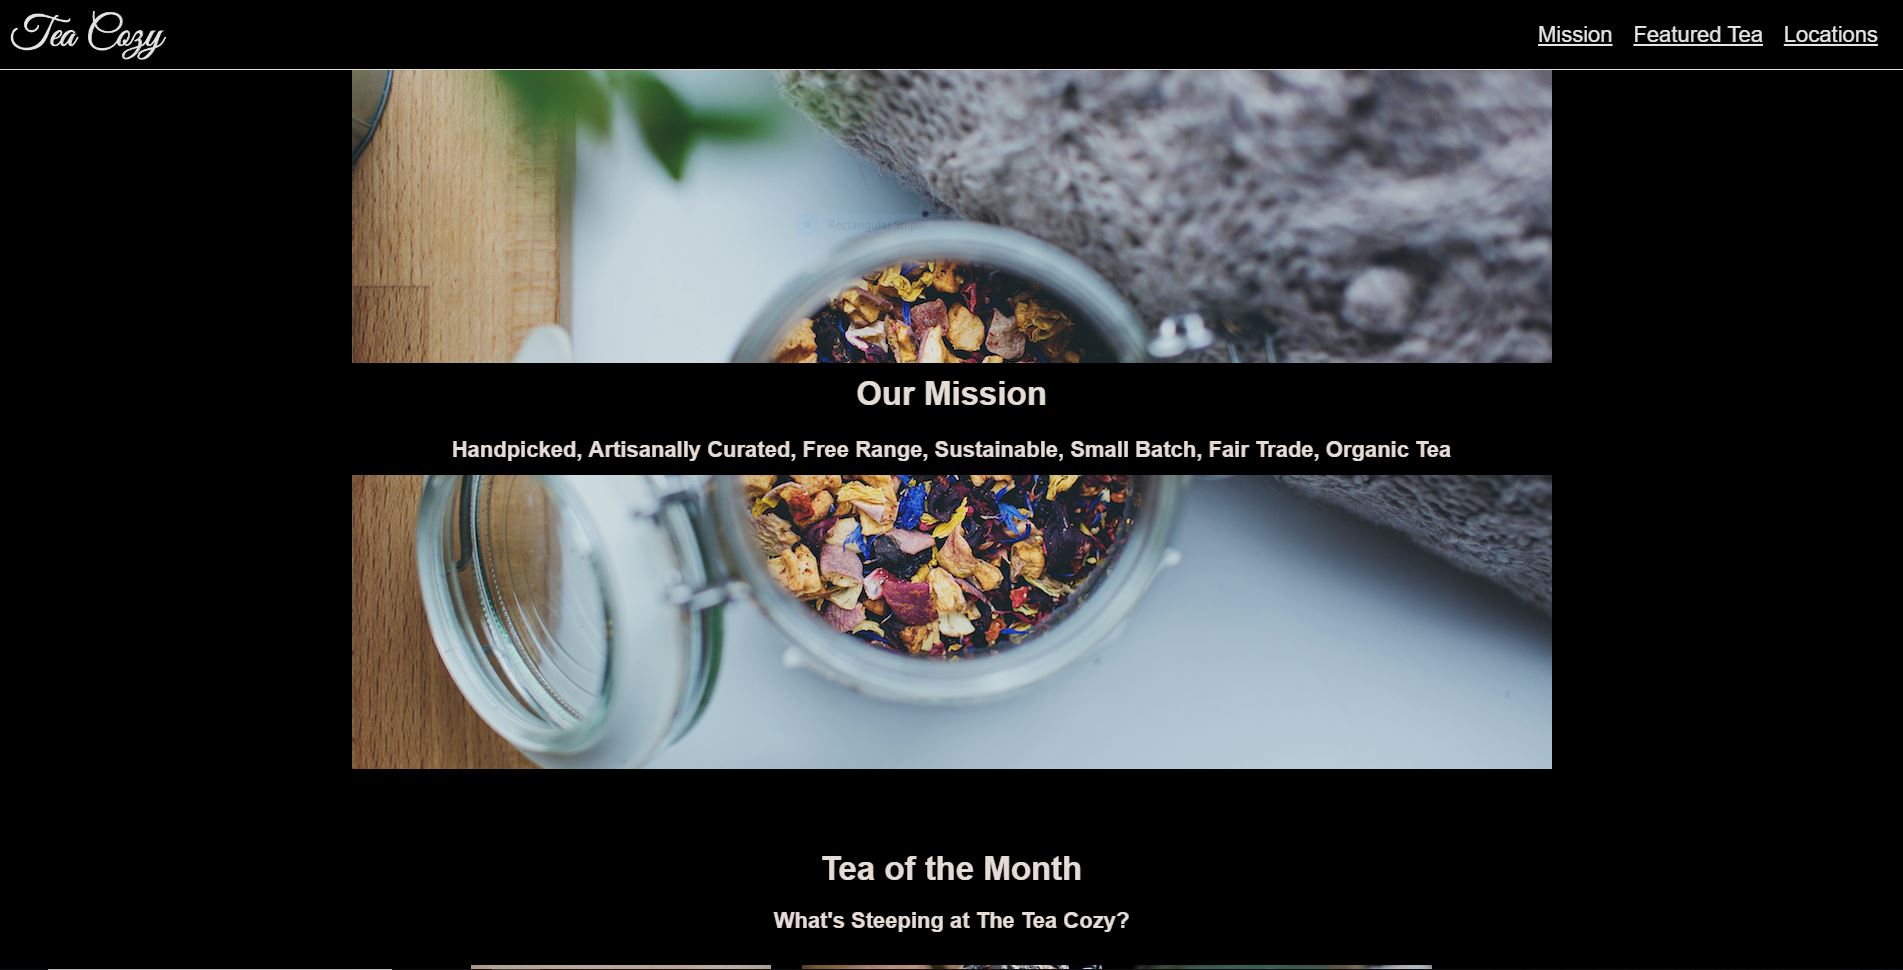 Tea Cozy
Mission Featured Tea Locations
Rectangular Snip
Our Mission
Handpicked, Artisanally Curated, Free Range, Sustainable, Small Batch, Fair Trade, Organic Tea
Tea of the Month
What's Steeping at The Tea Cozy?